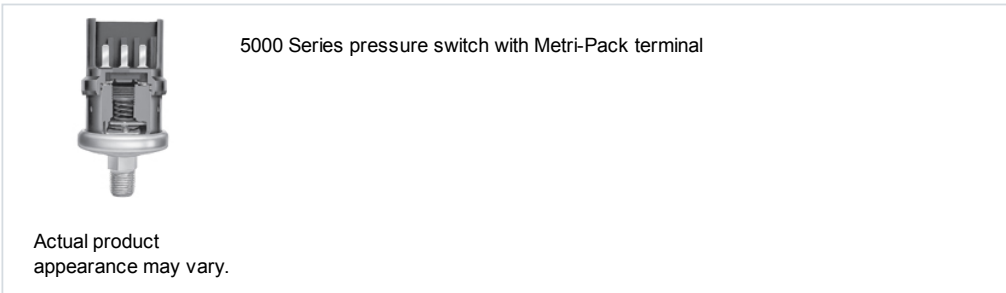 5000 Series pressure switch with Metri-Pack terminal
Actual product
appearance may vary.